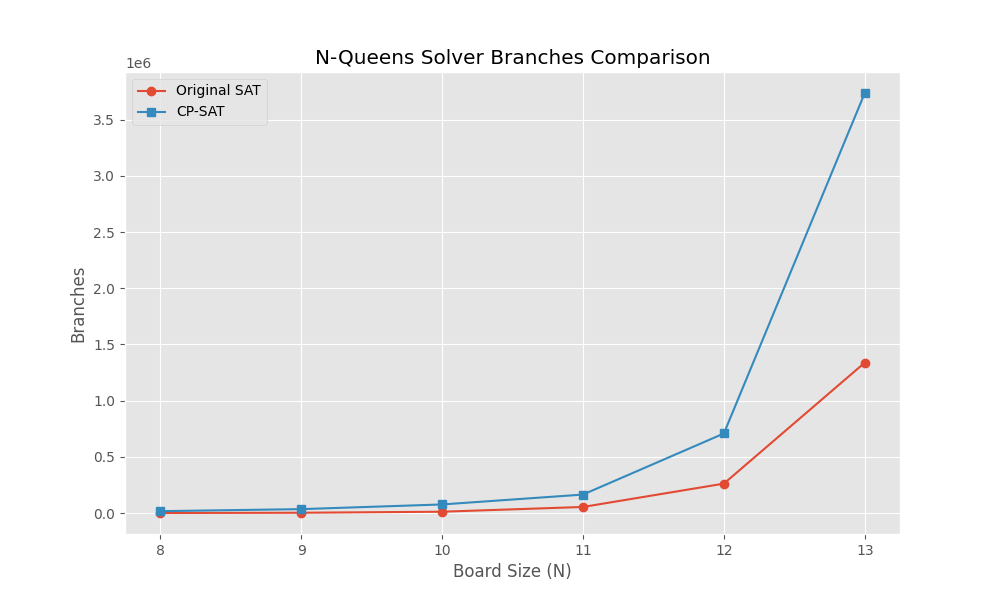 N-Queens Solver Branches Comparison
1e6
Original SAT
CP-SAT
3.5
3.0
2.5
2.0
1.5
1.0
0.5
0.0
Branches
8 9 10 11 12 13
Board Size (N)